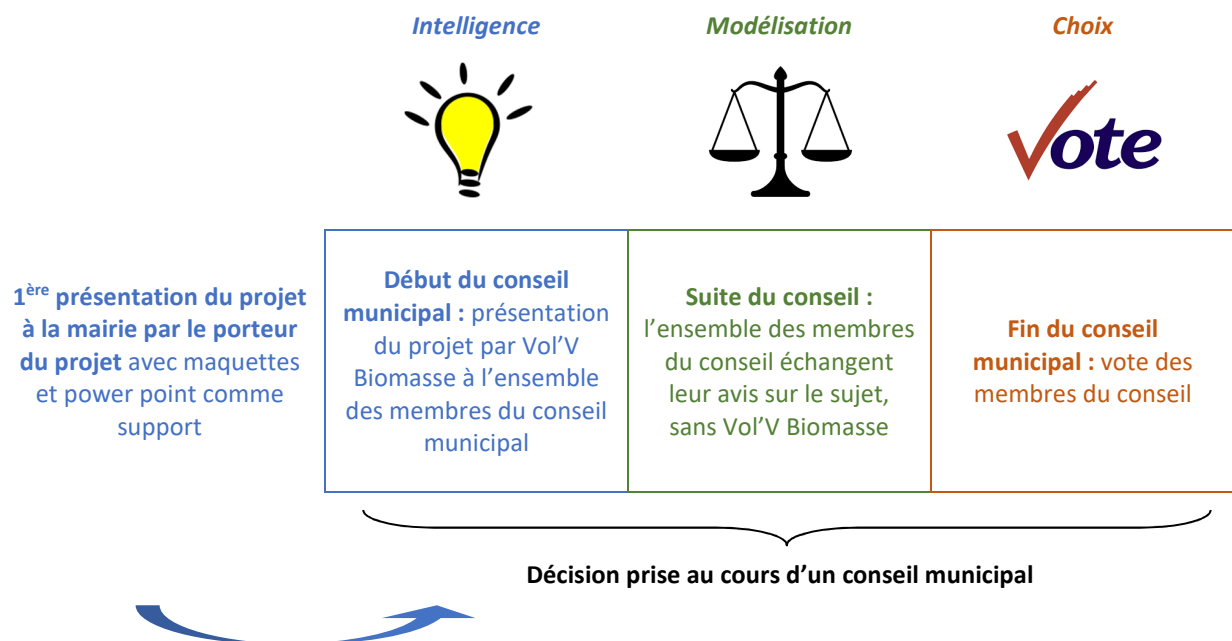 Intelligence
Modélisation
Choix
Vote
1ère présentation du projet
à la mairie par le porteur
du projet avec maquettes
et power point comme
support
Début du conseil
municipal : présentation
du projet par Vol’V
Biomasse à l’ensemble
des membres du conseil
municipal
Suite du conseil :
l’ensemble des membres
du conseil échangent
leur avis sur le sujet,
sans Vol’V Biomasse
Fin du conseil
municipal : vote des
membres du conseil
Décision prise au cours d’un conseil municipal